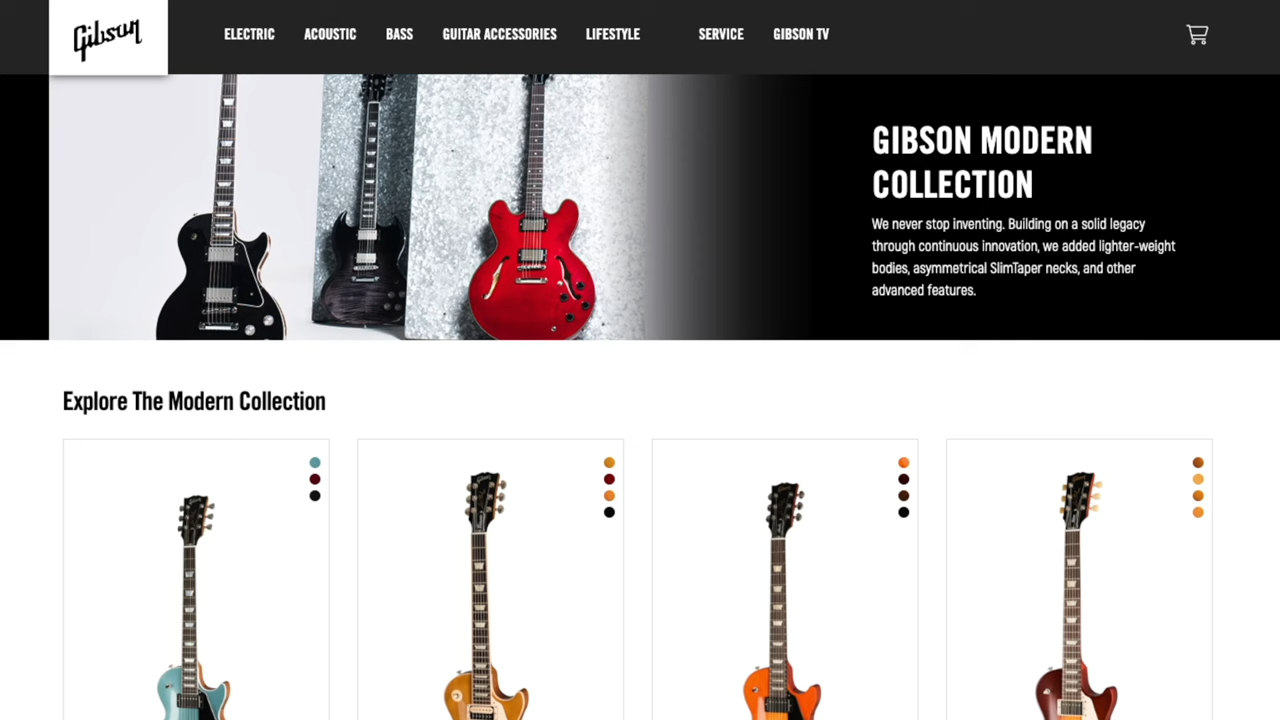 Gibson
ELECTRIC ACOUSTIC BASS GUITAR ACCESSORIES LIFESTYLE SERVICE GIBSON TV
GIBSON MODERN
COLLECTION
We never stop inventing. Building on a solid legacy
through continuous innovation, we added lighter-weight
bodies, asymmetrical SlimTaper necks, and other
advanced features.
Explore The Modern Collection